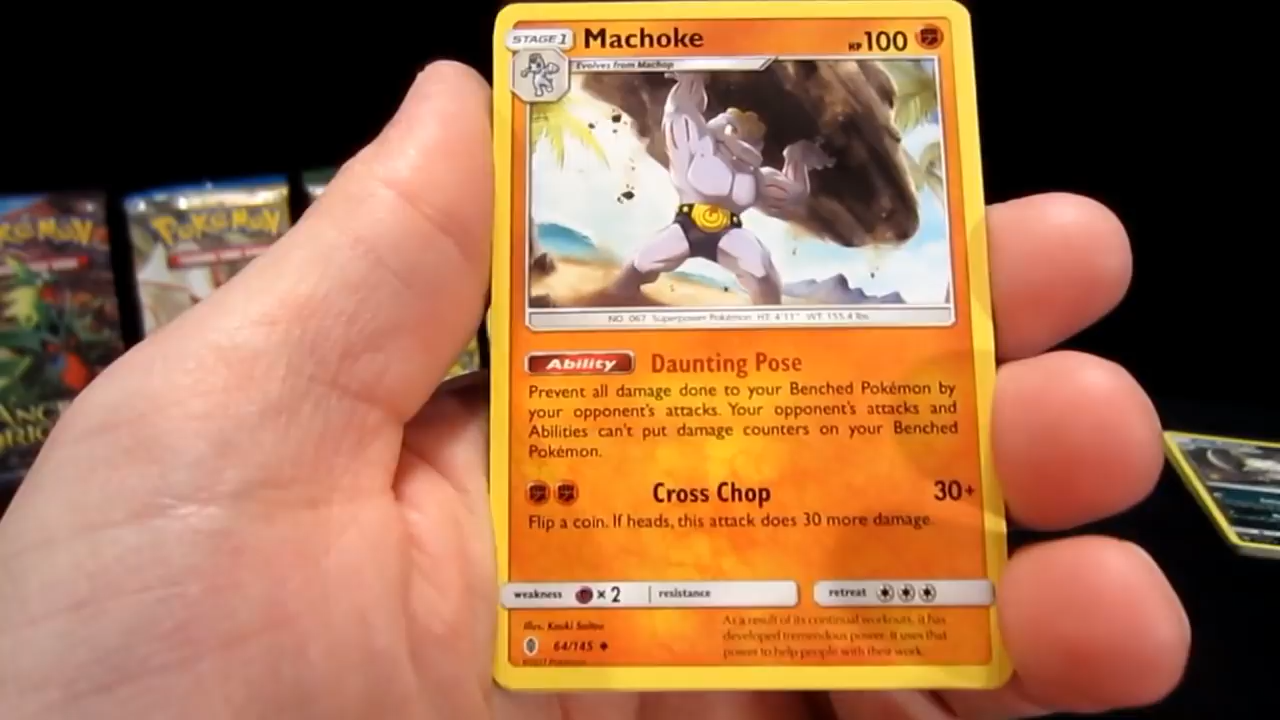 STAGE 1
Machoke
HP 100
Evolves from Machop
NO. 067 Superpower Pokémon HT: 4'11" WT: 155.4 lbs
Ability Daunting Pose
Prevent all damage done to your Benched Pokémon by
your opponent's attacks. Your opponent's attacks and
Abilities can't put damage counters on your Benched
Pokémon.
Cross Chop 30+
Flip a coin. If heads, this attack does 30 more damage.
weakness ×2 resistance
retreat
Illus. Kouki Saitou
64/145
©2017 Pokémon
As a result of its continual workouts, it has
developed tremendous power. It uses that
power to help people with their work.
POKéMON